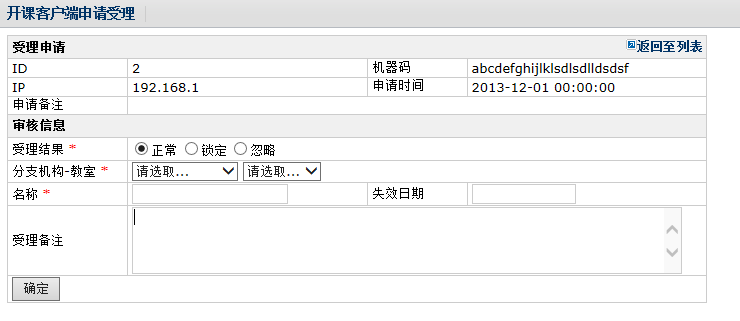 开课客户端申请受理
受理申请 返回至列表
ID 2 机器码 abcdefghijlklsdlsdlldsdsf
IP 192.168.1 申请时间 2013-12-01 00:00:00
申请备注
审核信息
受理结果 * 正常 锁定 忽略
分支机构-教室 * 请选取... 请选取...
名称 * 失效日期
受理备注
确定